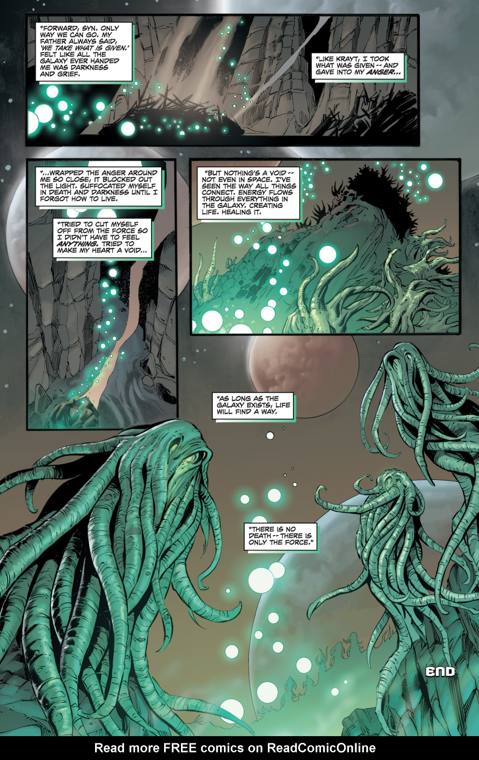 "FORWARD, SYN. ONLY
WAY WE CAN GO. MY
FATHER ALWAYS SAID,
'WE TAKE WHAT IS GIVEN.'
FELT LIKE ALL THE
GALAXY EVER HANDED
ME WAS DARKNESS
AND GRIEF.
"LIKE KRAYT, I TOOK
WHAT WAS GIVEN -- AND
GAVE INTO MY ANGER...
"...WRAPPED THE ANGER AROUND
ME SO CLOSE, IT BLOCKED OUT
THE LIGHT. SUFFOCATED MYSELF
IN DEATH AND DARKNESS UNTIL I
FORGOT HOW TO LIVE.
"TRIED TO CUT MYSELF
OFF FROM THE FORCE SO
I DIDN'T HAVE TO FEEL
ANYTHING. TRIED TO
MAKE MY HEART A VOID...
"BUT NOTHING'S A VOID --
NOT EVEN IN SPACE. I'VE
SEEN THE WAY ALL THINGS
CONNECT. ENERGY FLOWS
THROUGH EVERYTHING IN
THE GALAXY. CREATING
LIFE. HEALING IT.
"AS LONG AS THE
GALAXY EXISTS, LIFE
WILL FIND A WAY.
"THERE IS NO
DEATH -- THERE IS
ONLY THE FORCE."
END
Read more FREE comics on ReadComicOnline